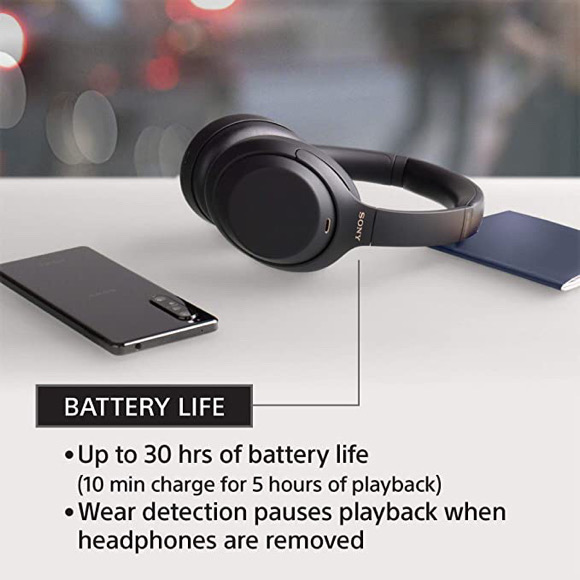 SONY
BATTERY LIFE
• Up to 30 hrs of battery life
(10 min charge for 5 hours of playback)
• Wear detection pauses playback when
headphones are removed